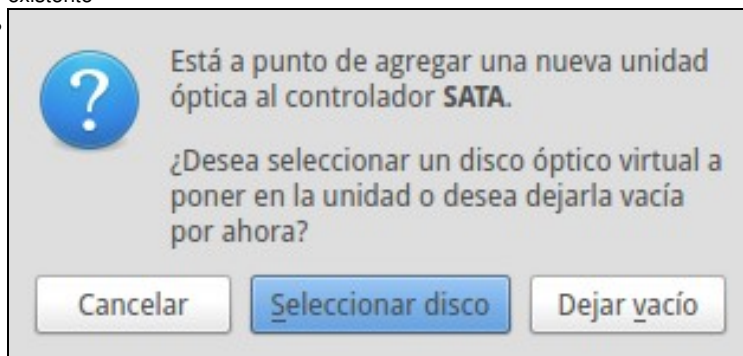 Está a punto de agregar una nueva unidad
óptica al controlador SATA.
¿Desea seleccionar un disco óptico virtual a
poner en la unidad o desea dejarla vacía
por ahora?
Cancelar
Seleccionar disco
Dejar vacío